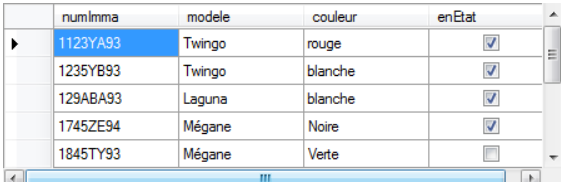 numImma modele couleur enEtat
1123YA93 Twingo rouge
1235YB93 Twingo blanche
129ABA93 Laguna blanche
1745ZE94 Mégane Noire
1845TY93 Mégane Verte